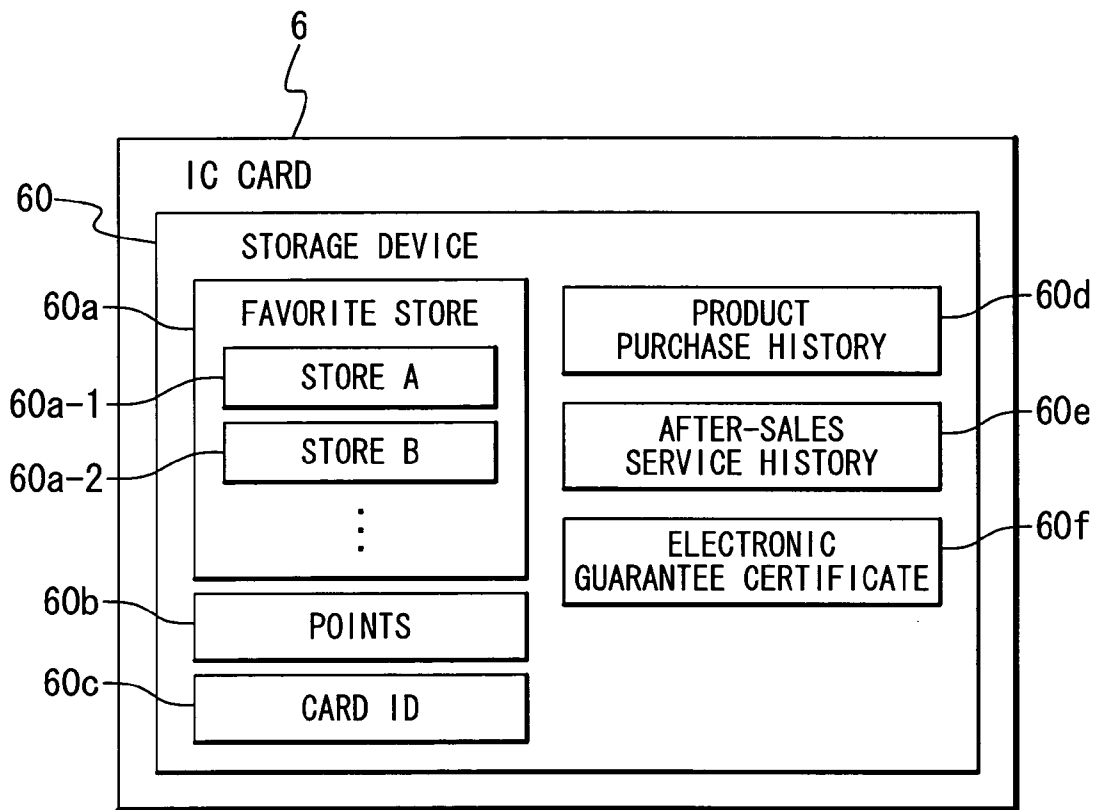 6
IC CARD
60
STORAGE DEVICE
60a
FAVORITE STORE
60a-1
STORE A
60a-2
STORE B
60b
POINTS
60c
CARD ID
60d
PRODUCT
PURCHASE HISTORY
60e
AFTER-SALES
SERVICE HISTORY
60f
ELECTRONIC
GUARANTEE CERTIFICATE